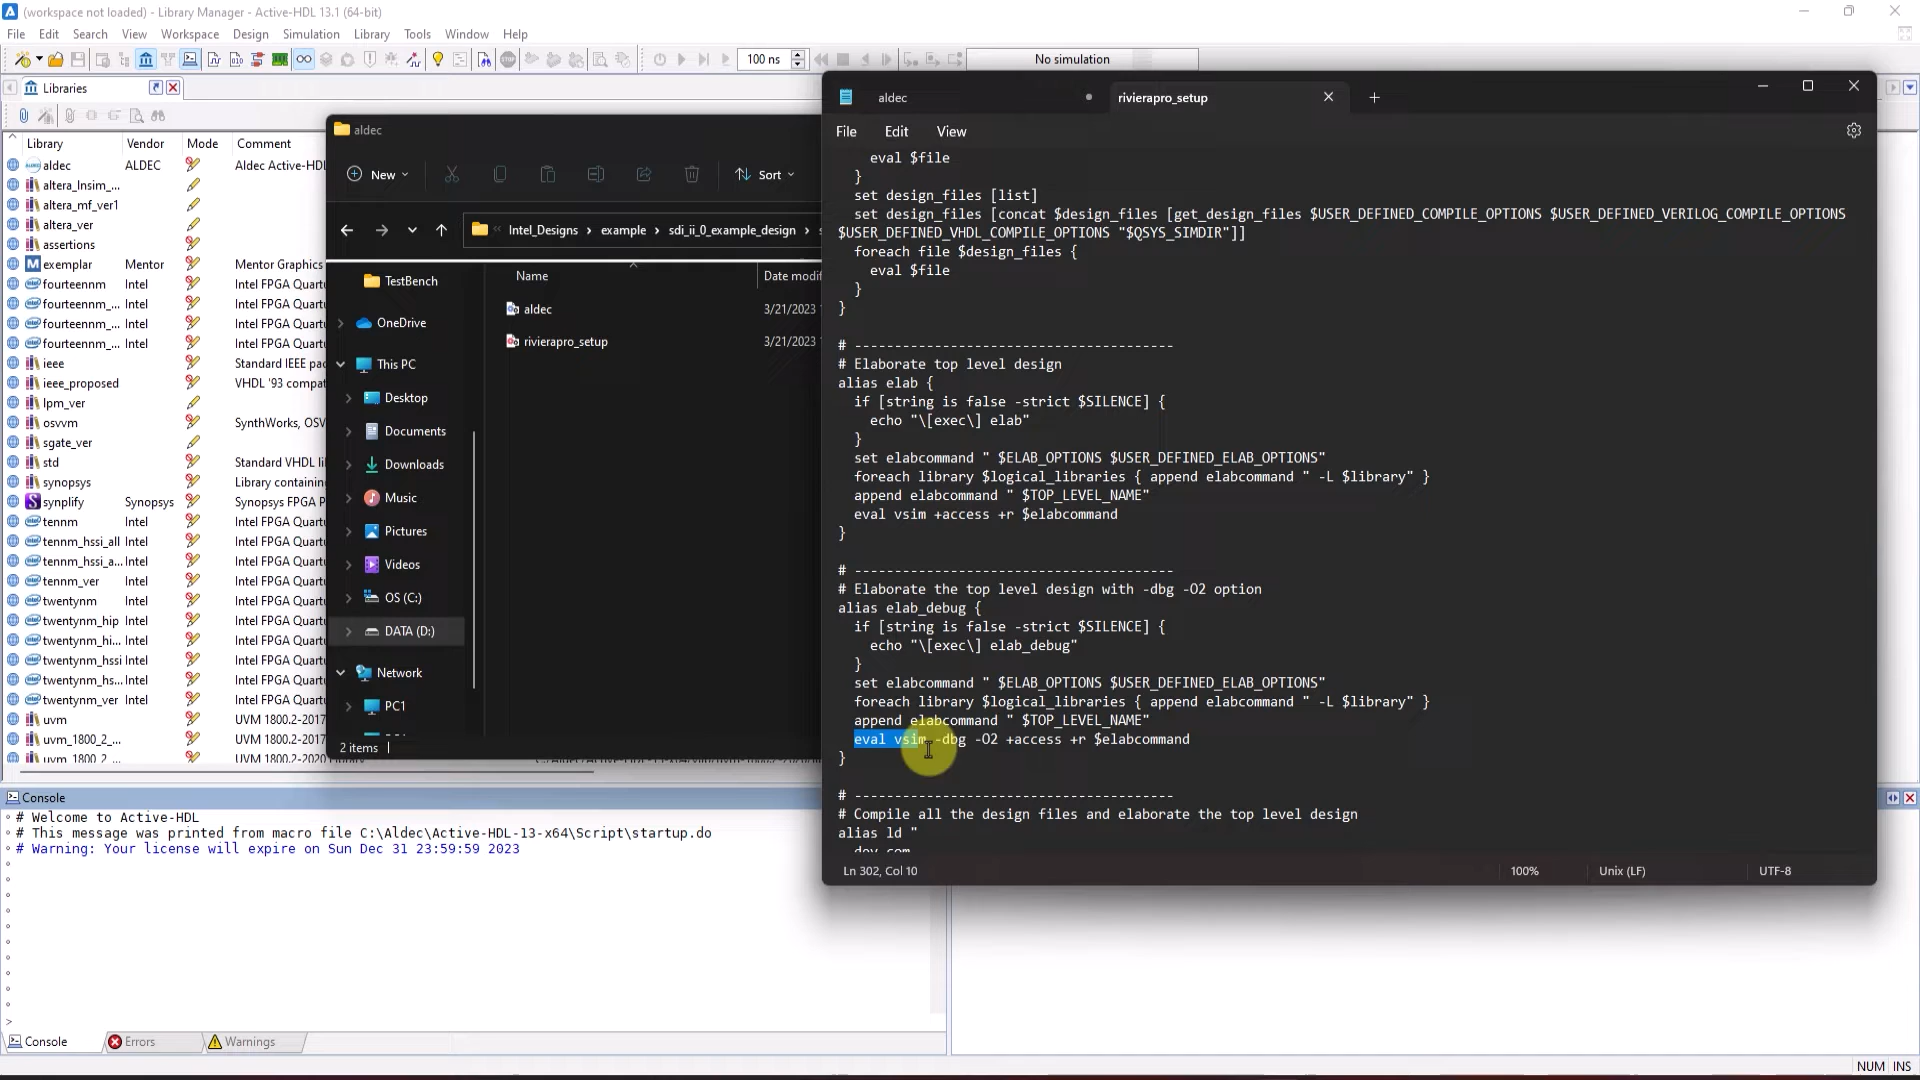 (workspace not loaded) - Library Manager - Active-HDL 13.1 (64-bit)
File Edit Search View Workspace Design Simulation Library Tools Window Help
100 ns
No simulation
Libraries
Library Vendor Mode Comment
aldec ALDEC Aldec Active-HDL
altera_lnsim_...
altera_mf_ver1
altera_ver
assertions
exemplar Mentor Mentor Graphics
fourteennm Intel Intel FPGA Quartu
fourteennm_... Intel Intel FPGA Quartu
fourteennm_... Intel Intel FPGA Quartu
fourteennm_... Intel Intel FPGA Quartu
ieee Standard IEEE pac
ieee_proposed VHDL '93 compat
lpm_ver
osvvm SynthWorks, OSV
sgate_ver
std Standard VHDL li
synopsys Library containin
synplify Synopsys Synopsys FPGA P
tennm Intel Intel FPGA Quartu
tennm_hssi_all Intel Intel FPGA Quartu
tennm_hssi_a... Intel Intel FPGA Quartu
tennm_ver Intel Intel FPGA Quartu
twentynm Intel Intel FPGA Quartu
twentynm_hip Intel Intel FPGA Quartu
twentynm_hi... Intel Intel FPGA Quartu
twentynm_hssi Intel Intel FPGA Quartu
twentynm_hs... Intel Intel FPGA Quartu
twentynm_ver Intel Intel FPGA Quartu
uvm UVM 1800.2-2017
uvm_1800_2_... UVM 1800.2-2017
uvm_1800_2_... UVM 1800.2-2020
aldec
New Sort
Intel_Designs › example › sdi_ii_0_example_design ›
Name Date modifi
aldec 3/21/2023
rivierapro_setup 3/21/2023
TestBench
OneDrive
This PC
Desktop
Documents
Downloads
Music
Pictures
Videos
OS (C:)
DATA (D:)
Network
PC1
2 items
aldec
rivierapro_setup
File Edit View
eval $file
}
set design_files [list]
set design_files [concat $design_files [get_design_files $USER_DEFINED_COMPILE_OPTIONS $USER_DEFINED_VERILOG_COMPILE_OPTIONS
$USER_DEFINED_VHDL_COMPILE_OPTIONS "$QSYS_SIMDIR"]]
foreach file $design_files {
eval $file
}
}
# ----------------------------------------
# Elaborate top level design
alias elab {
if [string is false -strict $SILENCE] {
echo "\[exec\] elab"
}
set elabcommand " $ELAB_OPTIONS $USER_DEFINED_ELAB_OPTIONS"
foreach library $logical_libraries { append elabcommand " -L $library" }
append elabcommand " $TOP_LEVEL_NAME"
eval vsim +access +r $elabcommand
}
# ----------------------------------------
# Elaborate the top level design with -dbg -O2 option
alias elab_debug {
if [string is false -strict $SILENCE] {
echo "\[exec\] elab_debug"
}
set elabcommand " $ELAB_OPTIONS $USER_DEFINED_ELAB_OPTIONS"
foreach library $logical_libraries { append elabcommand " -L $library" }
append elabcommand " $TOP_LEVEL_NAME"
eval vsim -dbg -O2 +access +r $elabcommand
}
# ----------------------------------------
# Compile all the design files and elaborate the top level design
alias ld "
dev_com
Ln 302, Col 10 100% Unix (LF) UTF-8
Console
# Welcome to Active-HDL
# This message was printed from macro file C:\Aldec\Active-HDL-13-x64\Script\startup.do
# Warning: Your license will expire on Sun Dec 31 23:59:59 2023
>
Console Errors Warnings
NUM INS